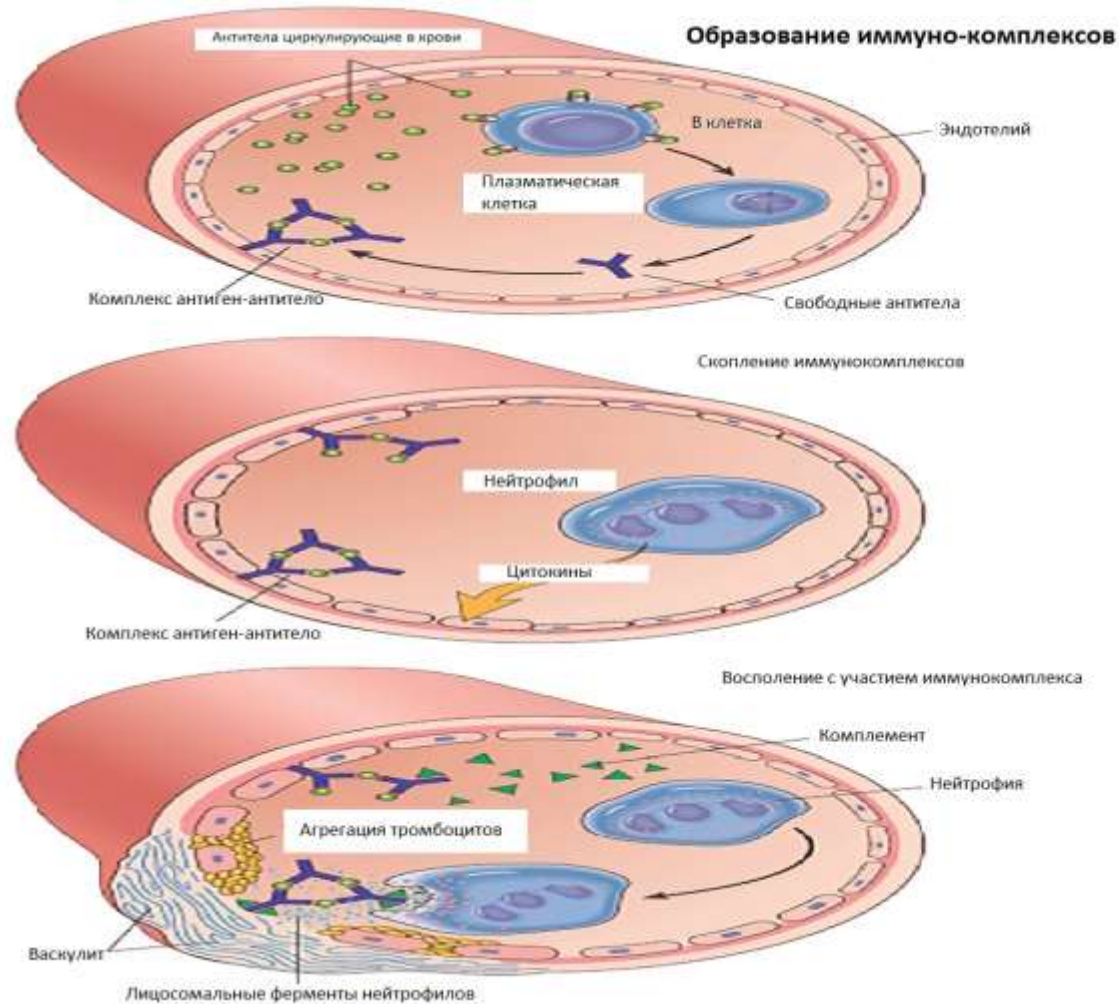 Образование иммуно-комплексов
Антитела циркулирующие в крови
В клетка
Эндотелий
Плазматическая
клетка
Комплекс антиген-антитело
Свободные антитела
Скопление иммунокомплексов
Нейтрофил
Цитокины
Комплекс антиген-антитело
Восполение с участием иммунокомплекса
Комплемент
Нейтрофия
Агрегация тромбоцитов
Васкулит
Лицосомальные ферменты нейтрофилов